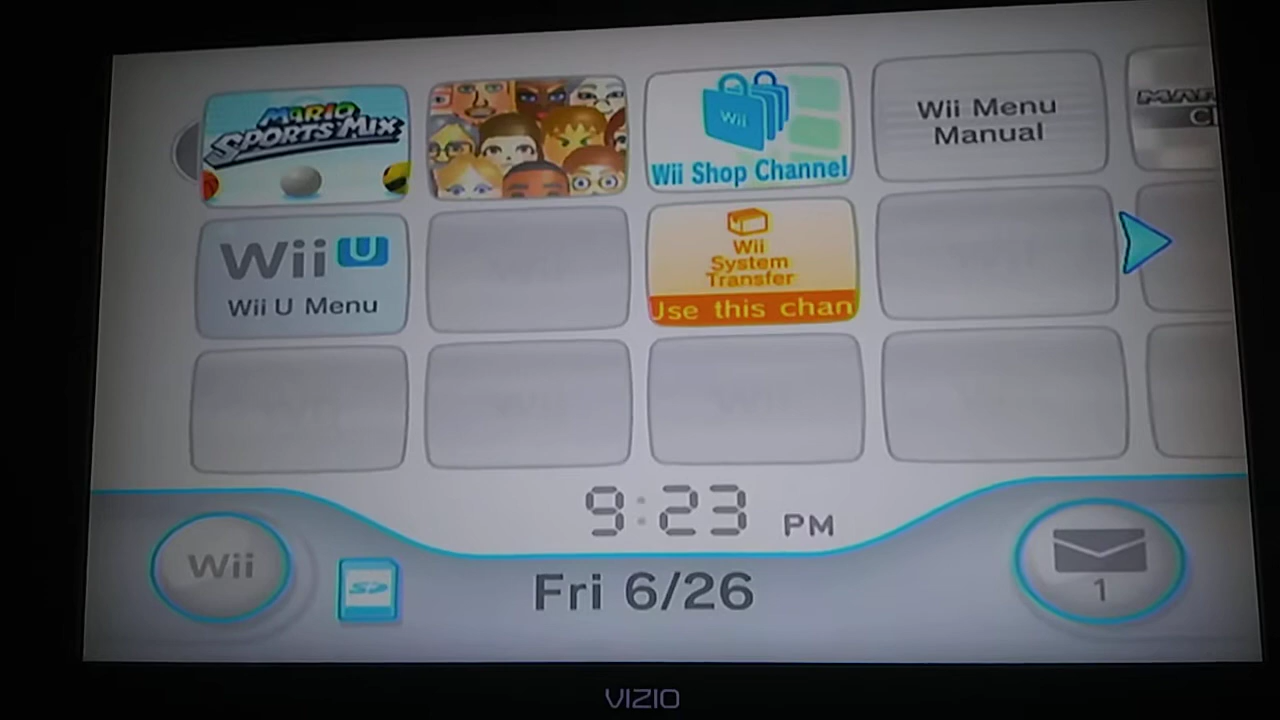 MARIO
SPORTS MIX
Wii
Wii Shop Channel
Wii Menu
Manual
Wii U
Wii U Menu
Wii
System
Transfer
Use this chan
9:23 PM
Wii
SD
Fri 6/26
1
VIZIO